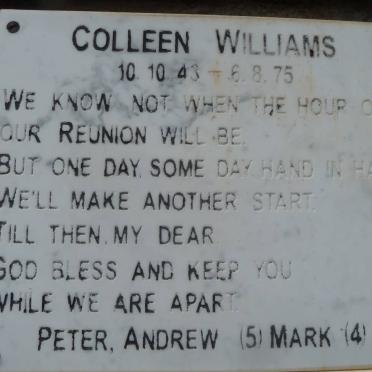 COLLEEN WILLIAMS
10.10.43 - 6.8.75
WE KNOW NOT WHEN THE HOUR O
OUR REUNION WILL BE.
BUT ONE DAY, SOME DAY, HAND IN HA
WE'LL MAKE ANOTHER START.
TILL THEN, MY DEAR
GOD BLESS AND KEEP YOU
WHILE WE ARE APART.
PETER, ANDREW (5) MARK (4)